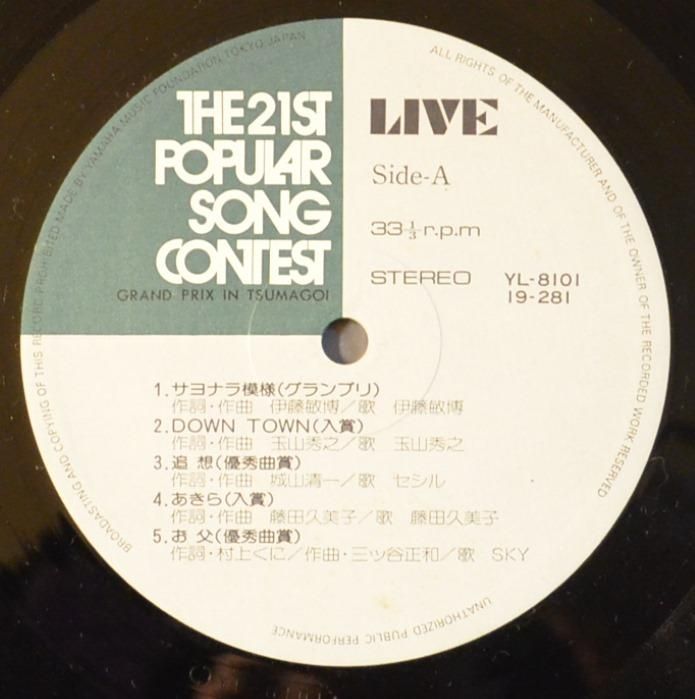 THE 21ST
POPULAR
SONG
CONTEST
GRAND PRIX IN TSUMAGOI
LIVE
Side-A
33⅓r.p.m
STEREO YL-8101
19-281
1.サヨナラ模様(グランプリ)
作詞・作曲 伊藤敏博/歌 伊藤敏博
2.DOWN TOWN(入賞)
作詞・作曲 玉山秀之/歌 玉山秀之
3.追想(優秀曲賞)
作詞・作曲 城山清一/歌 セシル
4.あきら(入賞)
作詞・作曲 藤田久美子/歌 藤田久美子
5.お父(優秀曲賞)
作詞・村上くに/作曲・三ツ谷正和/歌 SKY
ALL RIGHTS OF THE MANUFACTURER AND OF THE OWNER OF THE RECORDED WORK RESERVED
UNAUTHORIZED PUBLIC PERFORMANCE
BROADCASTING AND COPYING OF THIS RECORD PROHIBITED MADE BY YAMAHA MUSIC FOUNDATION TOKYO JAPAN